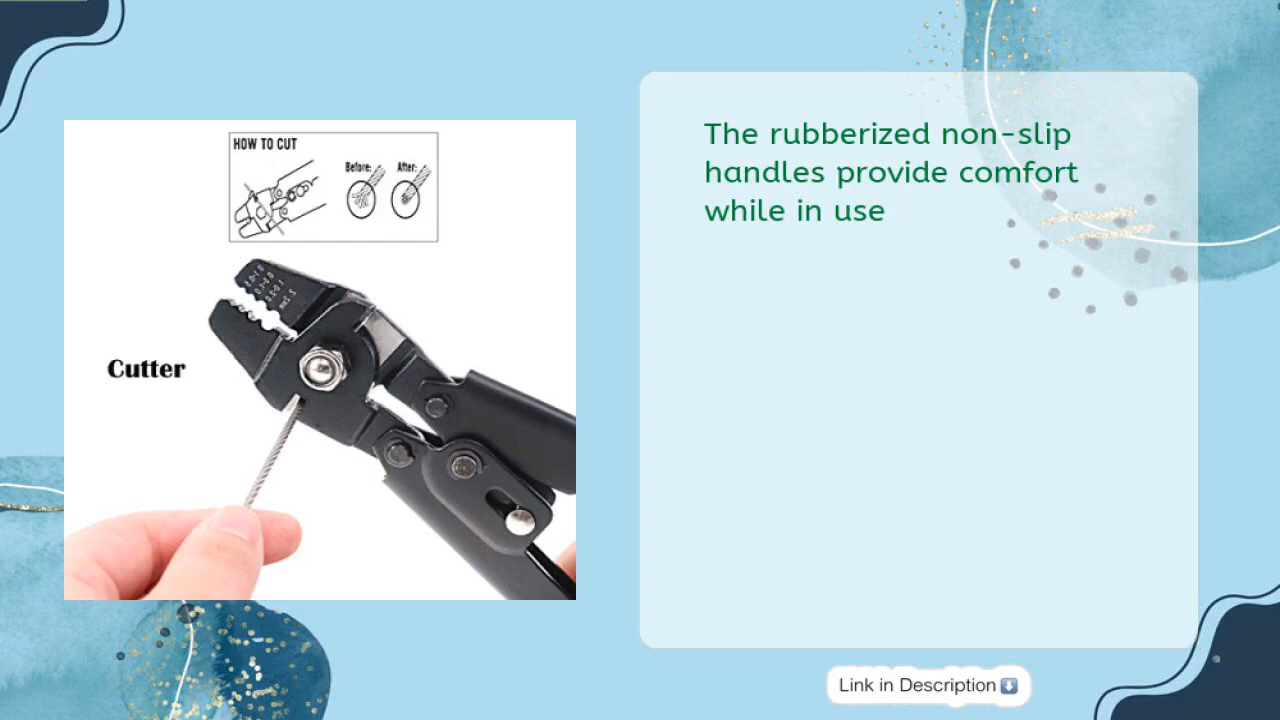 HOW TO CUT
Before:
After:
Cutter
The rubberized non-slip
handles provide comfort
while in use
Link in Description